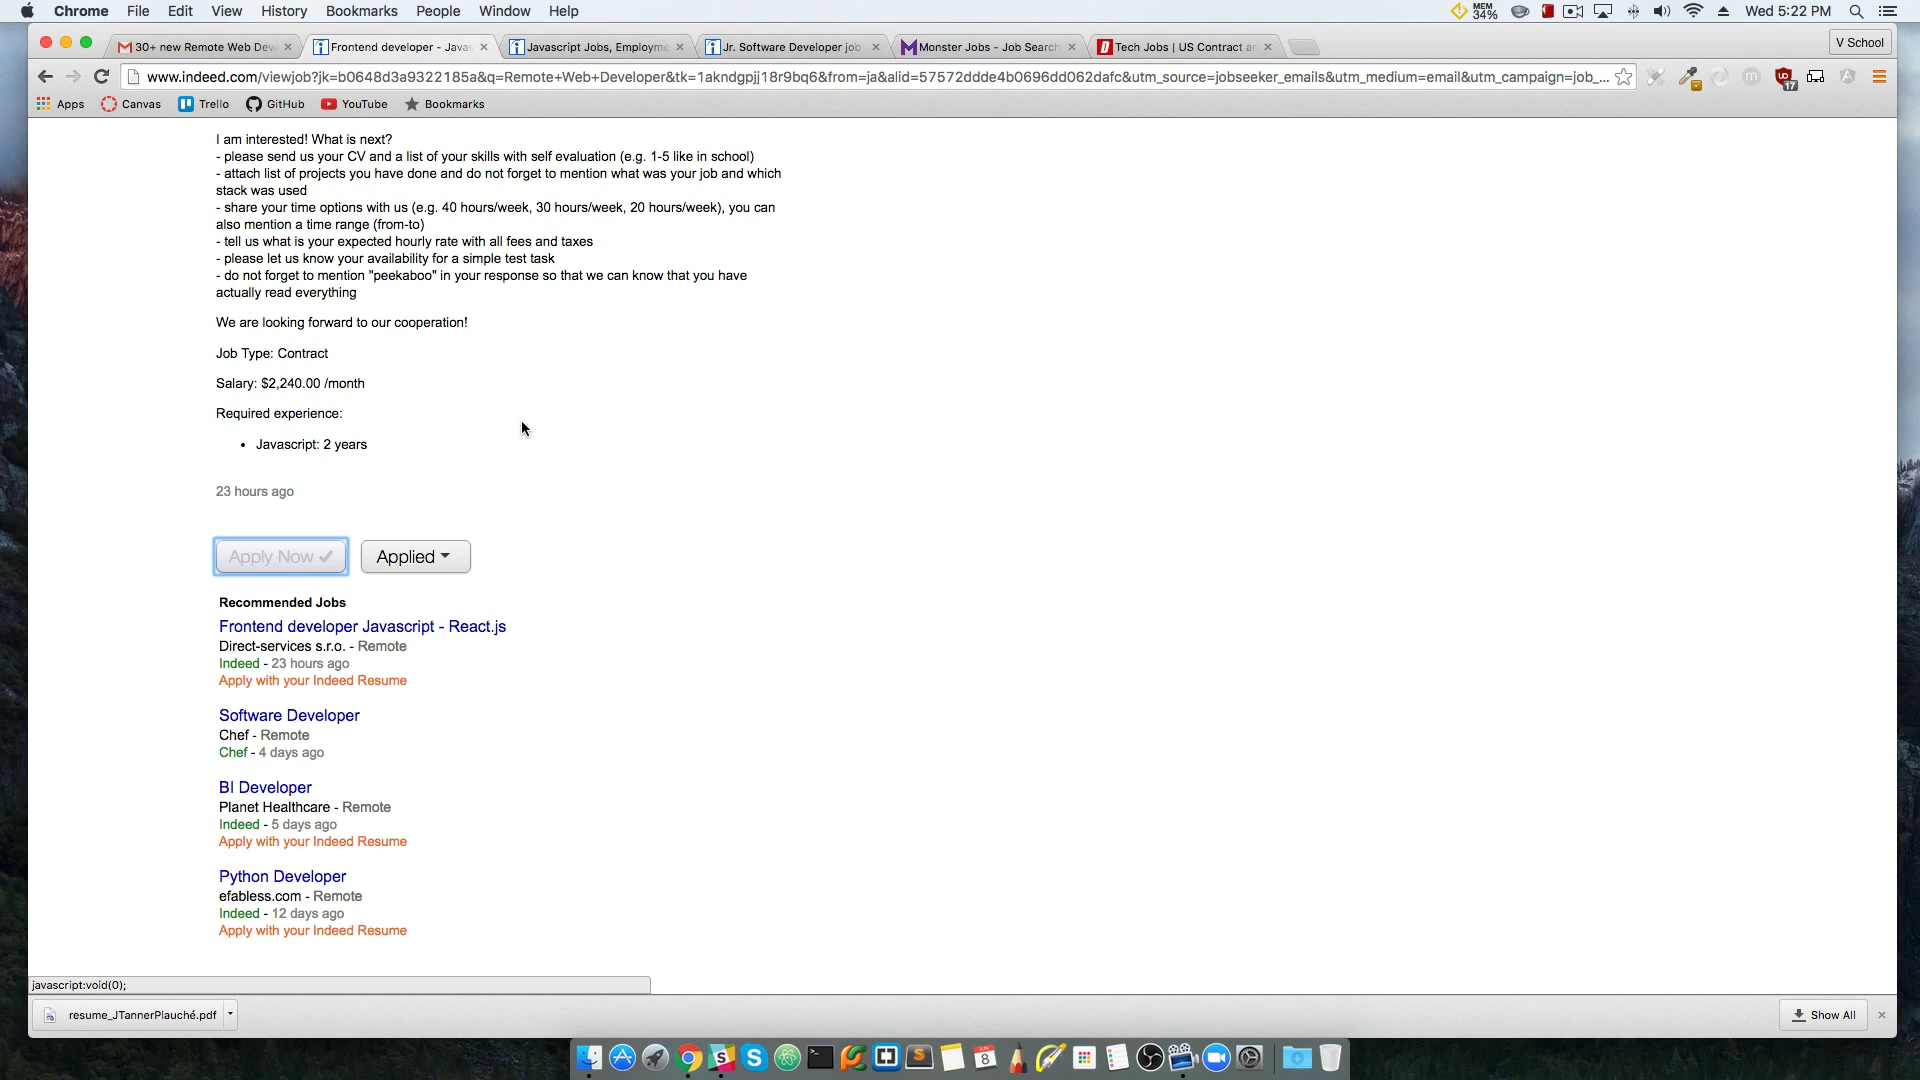 Chrome File Edit View History Bookmarks People Window Help
MEM 34% Wed 5:22 PM
30+ new Remote Web Dev
Frontend developer - Javas
Javascript Jobs, Employme
Jr. Software Developer job
Monster Jobs - Job Search
Tech Jobs | US Contract ar
V School
www.indeed.com/viewjob?jk=b0648d3a9322185a&q=Remote+Web+Developer&tk=1akndgpjj18r9bq6&from=ja&alid=57572ddde4b0696dd062dafc&utm_source=jobseeker_emails&utm_medium=email&utm_campaign=job_...
17
Apps Canvas Trello GitHub YouTube Bookmarks
I am interested! What is next?
- please send us your CV and a list of your skills with self evaluation (e.g. 1-5 like in school)
- attach list of projects you have done and do not forget to mention what was your job and which
stack was used
- share your time options with us (e.g. 40 hours/week, 30 hours/week, 20 hours/week), you can
also mention a time range (from-to)
- tell us what is your expected hourly rate with all fees and taxes
- please let us know your availability for a simple test task
- do not forget to mention "peekaboo" in your response so that we can know that you have
actually read everything
We are looking forward to our cooperation!
Job Type: Contract
Salary: $2,240.00 /month
Required experience:
• Javascript: 2 years
23 hours ago
Apply Now ✓ Applied
Recommended Jobs
Frontend developer Javascript - React.js
Direct-services s.r.o. - Remote
Indeed - 23 hours ago
Apply with your Indeed Resume
Software Developer
Chef - Remote
Chef - 4 days ago
BI Developer
Planet Healthcare - Remote
Indeed - 5 days ago
Apply with your Indeed Resume
Python Developer
efabless.com - Remote
Indeed - 12 days ago
Apply with your Indeed Resume
javascript:void(0);
resume_JTannerPlauché.pdf
Show All
8